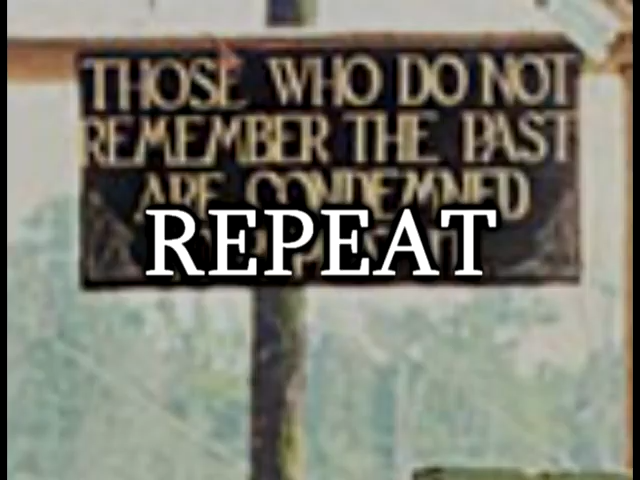 THOSE WHO DO NOT
REMEMBER THE PAST
ARE CONDEMNED
REPEAT